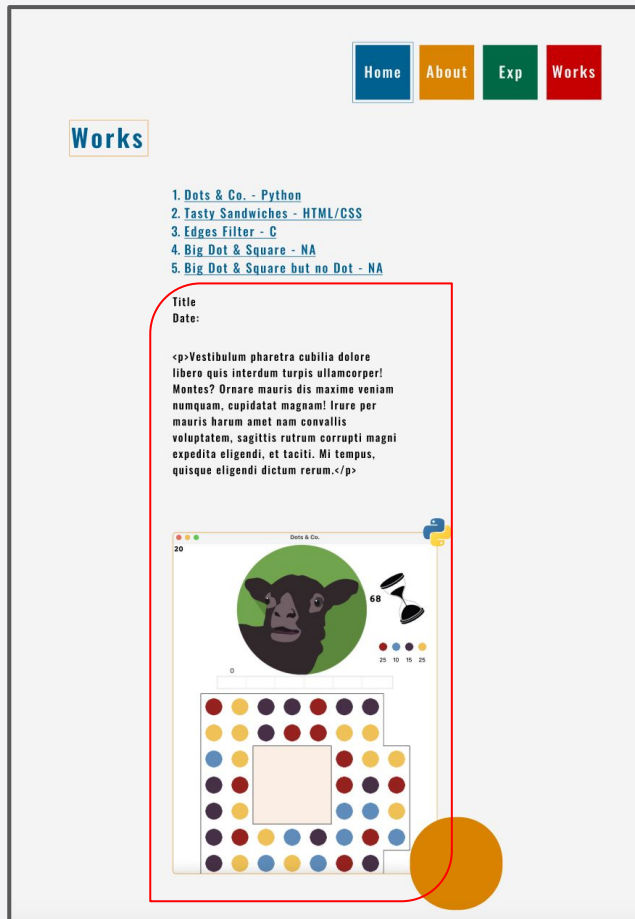 Home About Exp Works
Works
1. Dots & Co. - Python
2. Tasty Sandwiches - HTML/CSS
3. Edges Filter - C
4. Big Dot & Square - NA
5. Big Dot & Square but no Dot - NA
Title
Date:
<p>Vestibulum pharetra cubilia dolore
libero quis interdum turpis ullamcorper!
Montes? Ornare mauris dis maxime veniam
numquam, cupidatat magnam! Irure per
mauris harum amet nam convallis
voluptatem, sagittis rutrum corrupti magni
expedita eligendi, et taciti. Mi tempus,
quisque eligendi dictum rerum.</p>
Dots & Co.
20
68
25 10 15 25
0